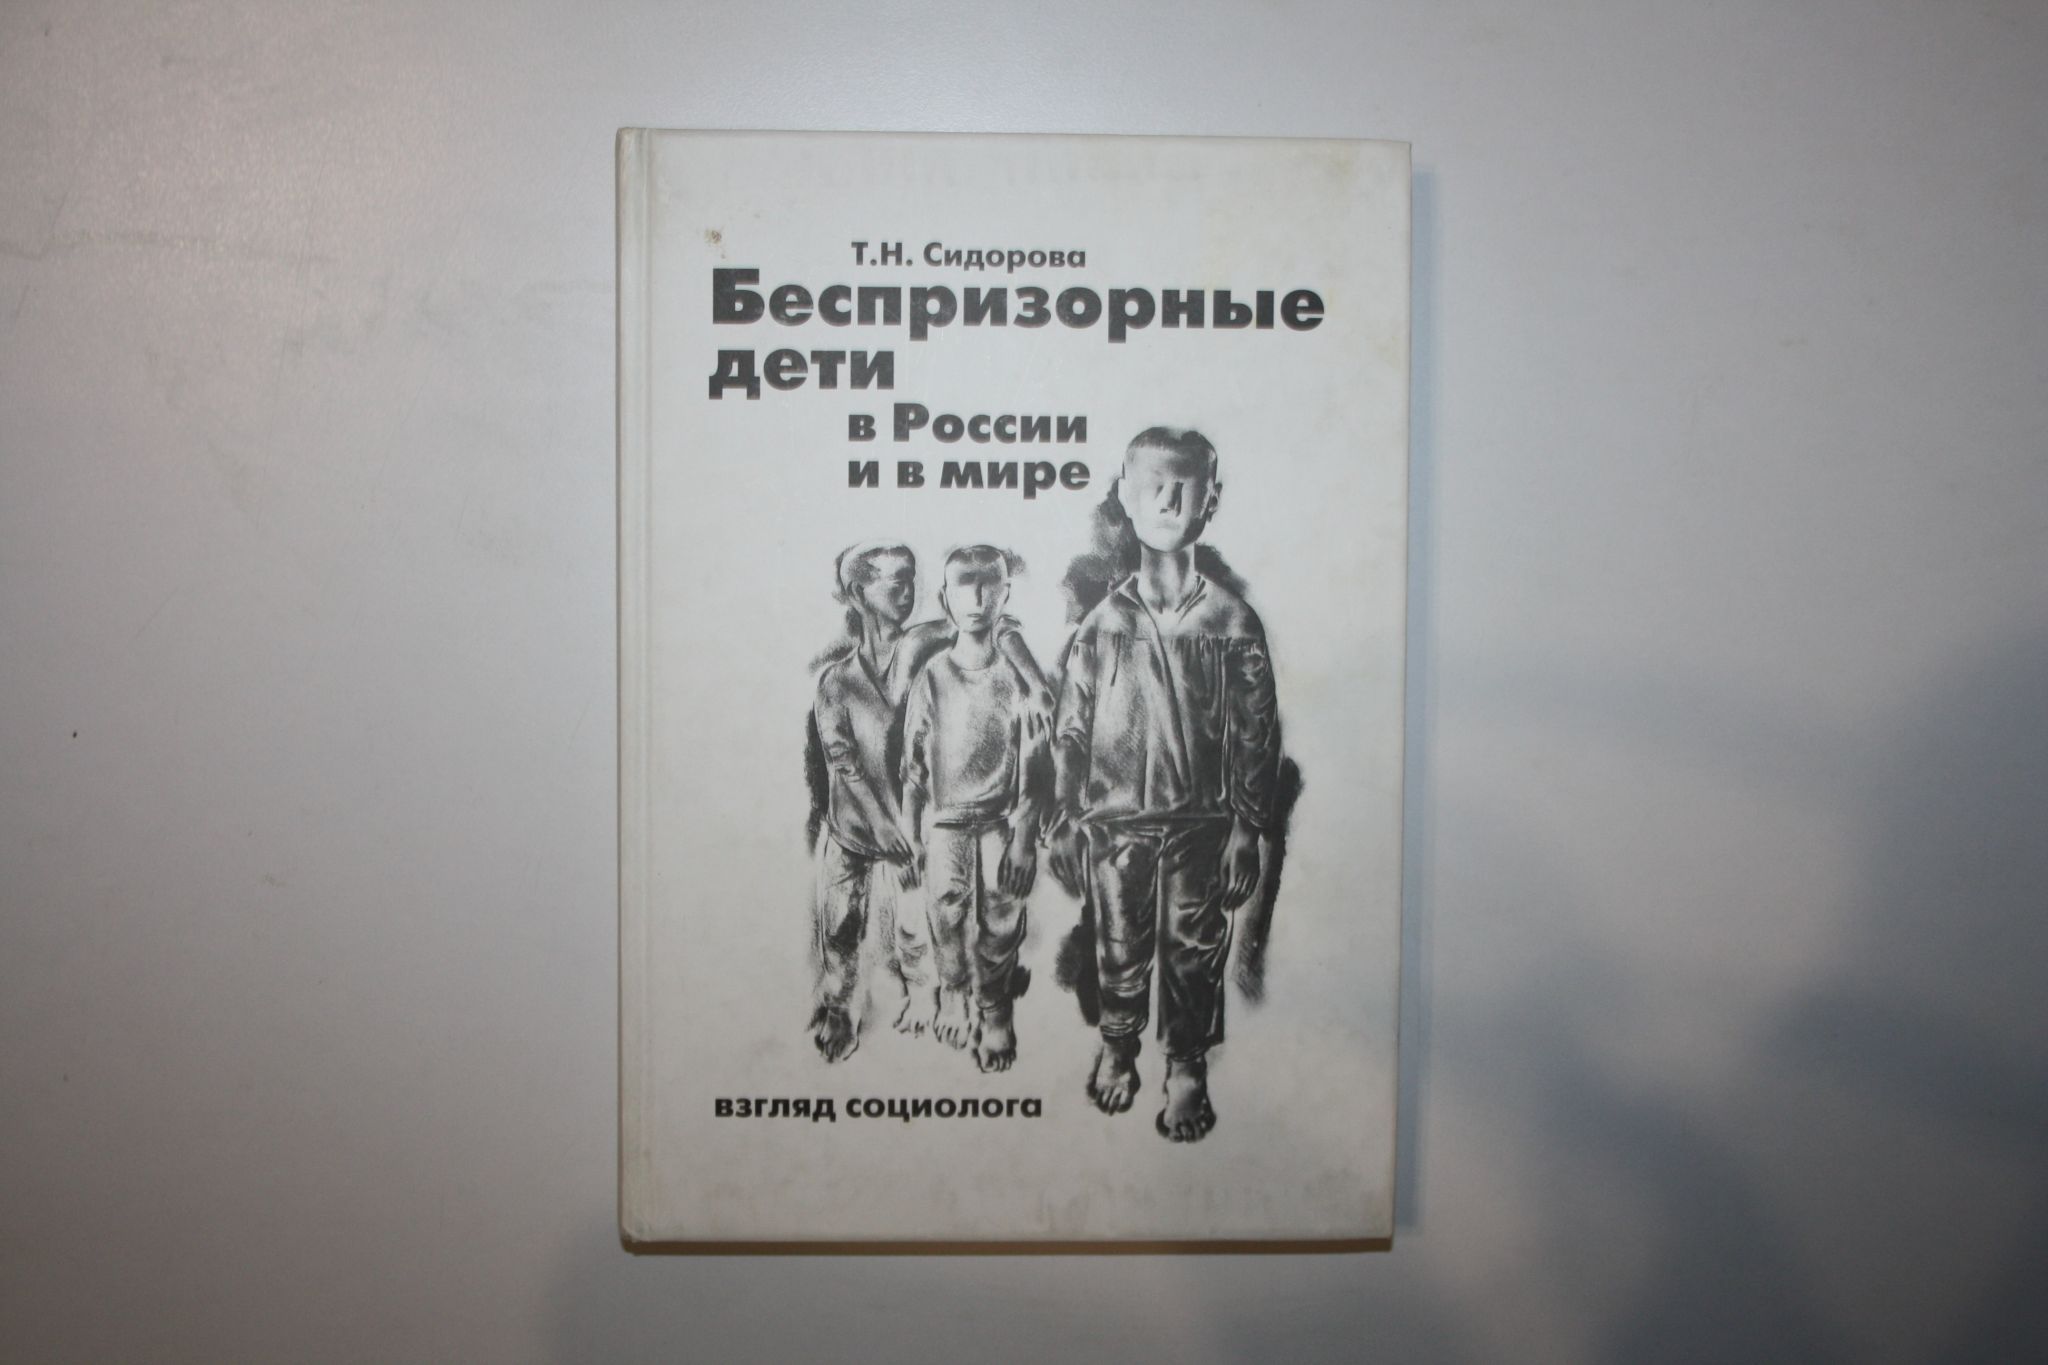 Т.Н. Сидорова
Беспризорные
дети
в России
и в мире
взгляд социолога